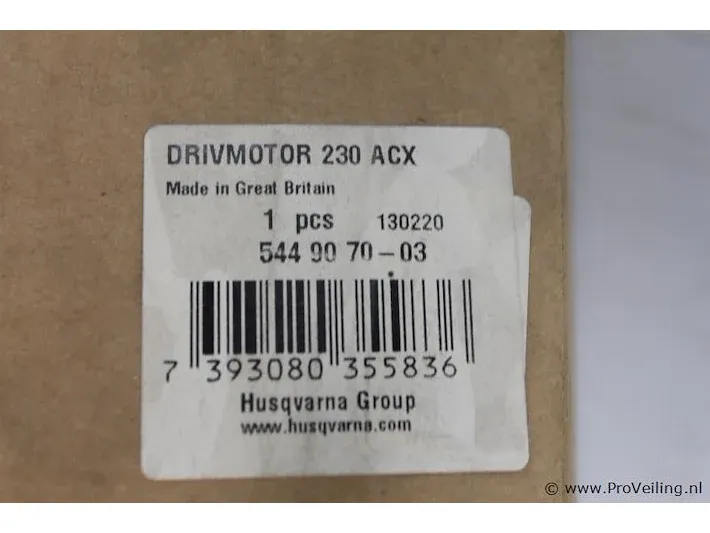 DRIVMOTOR 230 ACX
Made in Great Britain
1 pcs 130220
544 90 70-03
7 393080 355836
Husqvarna Group
www.husqvarna.com
© www.ProVeiling.nl